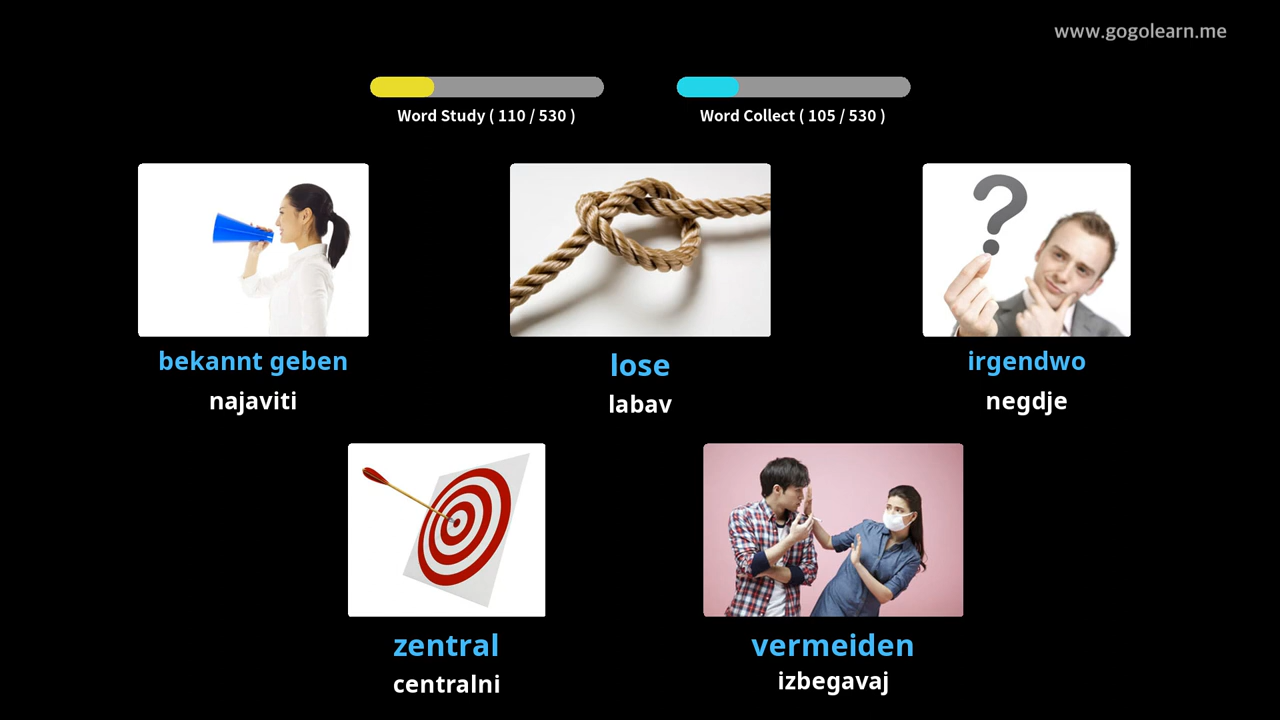 www.gogolearn.me
Word Study ( 110 / 530 )
Word Collect ( 105 / 530 )
bekannt geben
najaviti
lose
labav
irgendwo
negdje
zentral
centralni
vermeiden
izbegavaj